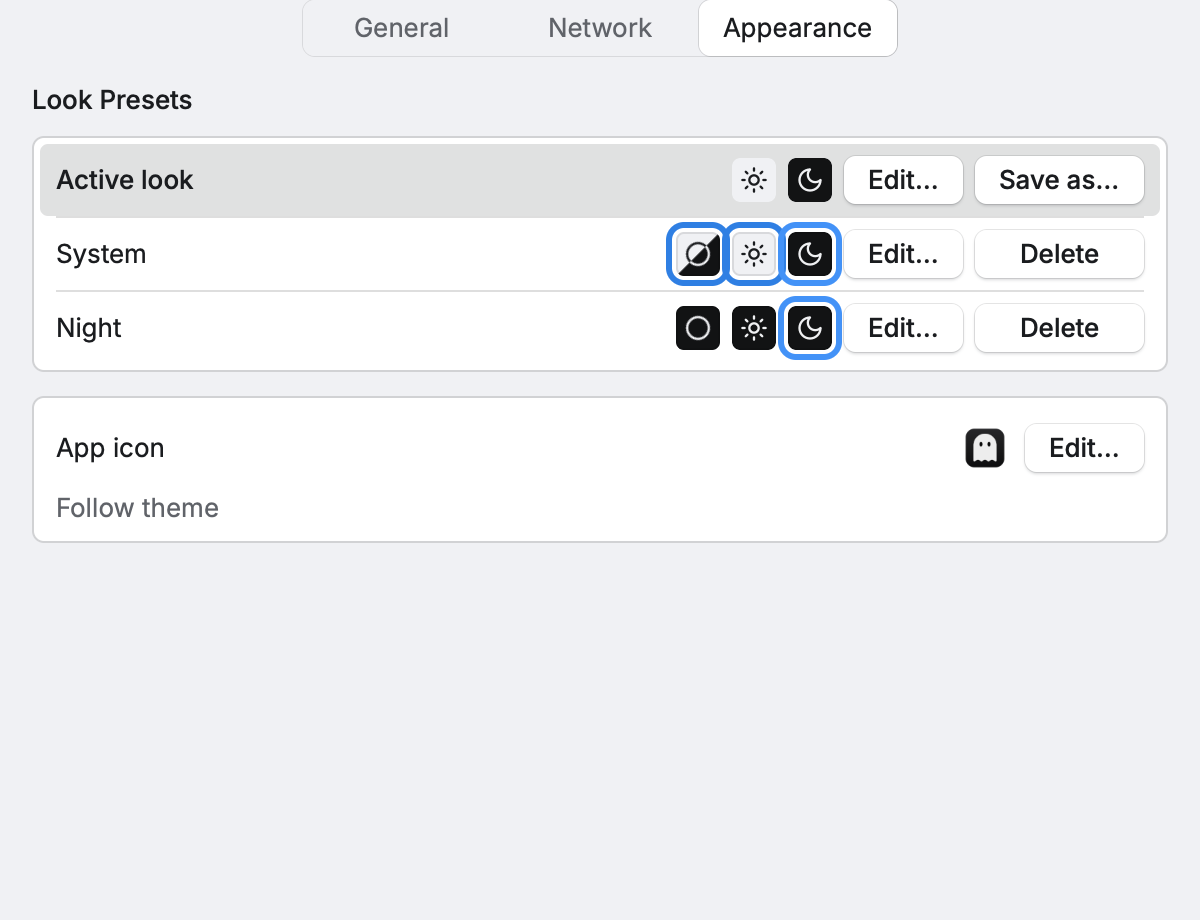 General Network Appearance
Look Presets
Active look Edit... Save as...
System Edit... Delete
Night Edit... Delete
App icon Edit...
Follow theme